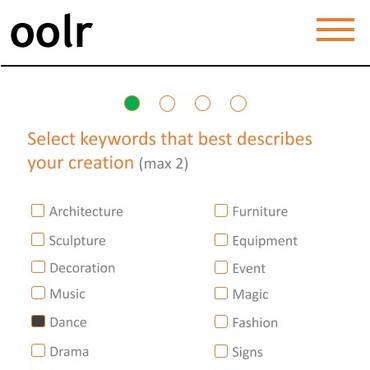 oolr
Select keywords that best describes
your creation (max 2)
Architecture
Sculpture
Decoration
Music
Dance
Drama
Furniture
Equipment
Event
Magic
Fashion
Signs